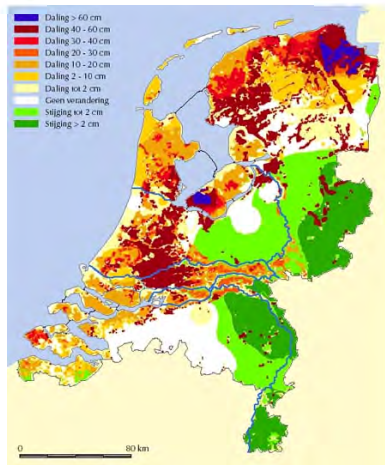 Daling > 60 cm
Daling 40 - 60 cm
Daling 30 - 40 cm
Daling 20 - 30 cm
Daling 10 - 20 cm
Daling 2 - 10 cm
Daling tot 2 cm
Geen verandering
Stijging tot 2 cm
Stijging > 2 cm
0 80 km